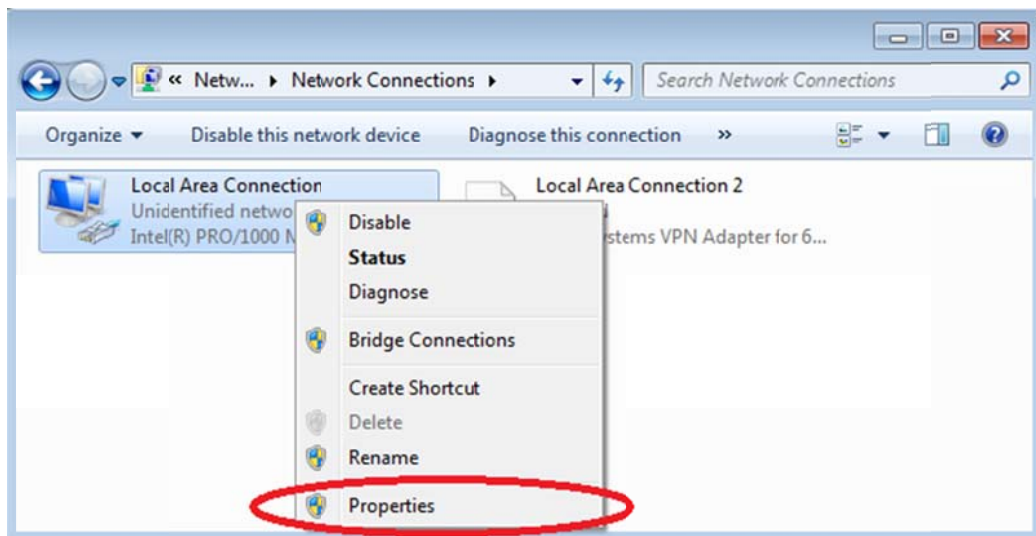 « Netw... Network Connections
Search Network Connections
Organize Disable this network device Diagnose this connection »
Local Area Connection
Unidentified netwo
Intel(R) PRO/1000 M
Local Area Connection 2
stems VPN Adapter for 6...
Disable
Status
Diagnose
Bridge Connections
Create Shortcut
Delete
Rename
Properties